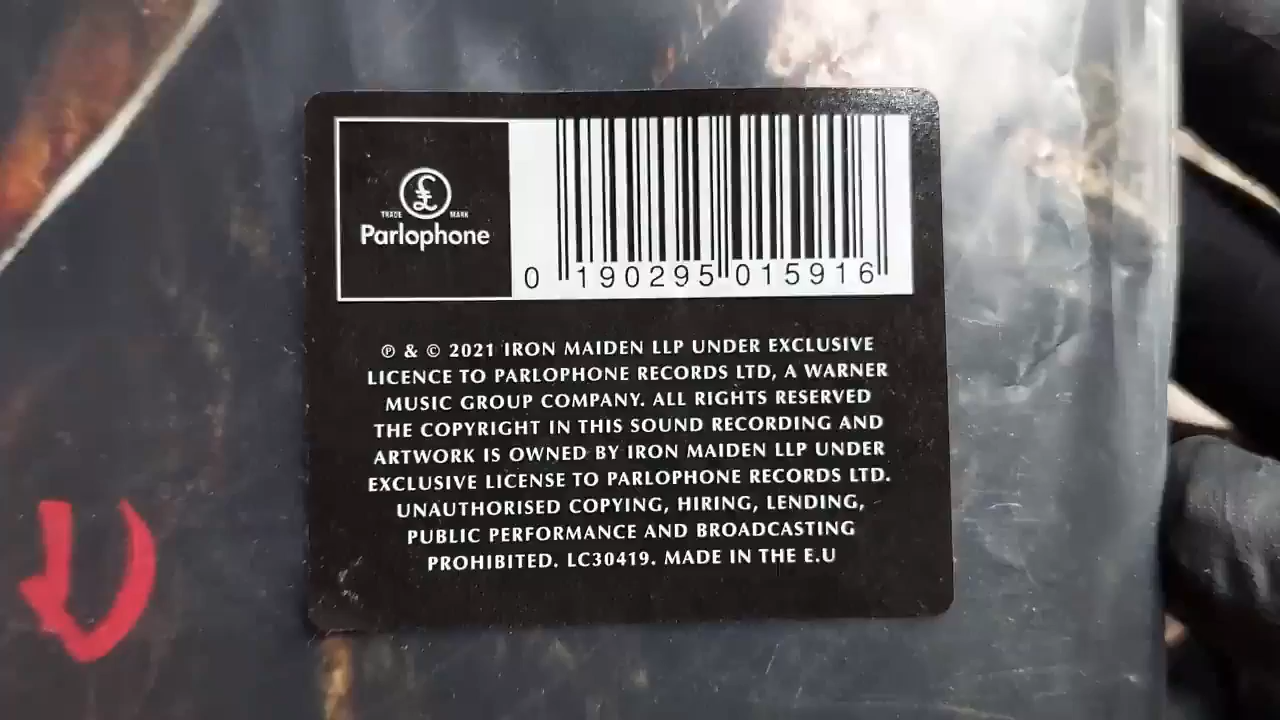 £
TRADE MARK
Parlophone
0 190295 015916
℗ & © 2021 IRON MAIDEN LLP UNDER EXCLUSIVE
LICENCE TO PARLOPHONE RECORDS LTD, A WARNER
MUSIC GROUP COMPANY. ALL RIGHTS RESERVED
THE COPYRIGHT IN THIS SOUND RECORDING AND
ARTWORK IS OWNED BY IRON MAIDEN LLP UNDER
EXCLUSIVE LICENSE TO PARLOPHONE RECORDS LTD.
UNAUTHORISED COPYING, HIRING, LENDING,
PUBLIC PERFORMANCE AND BROADCASTING
PROHIBITED. LC30419. MADE IN THE E.U